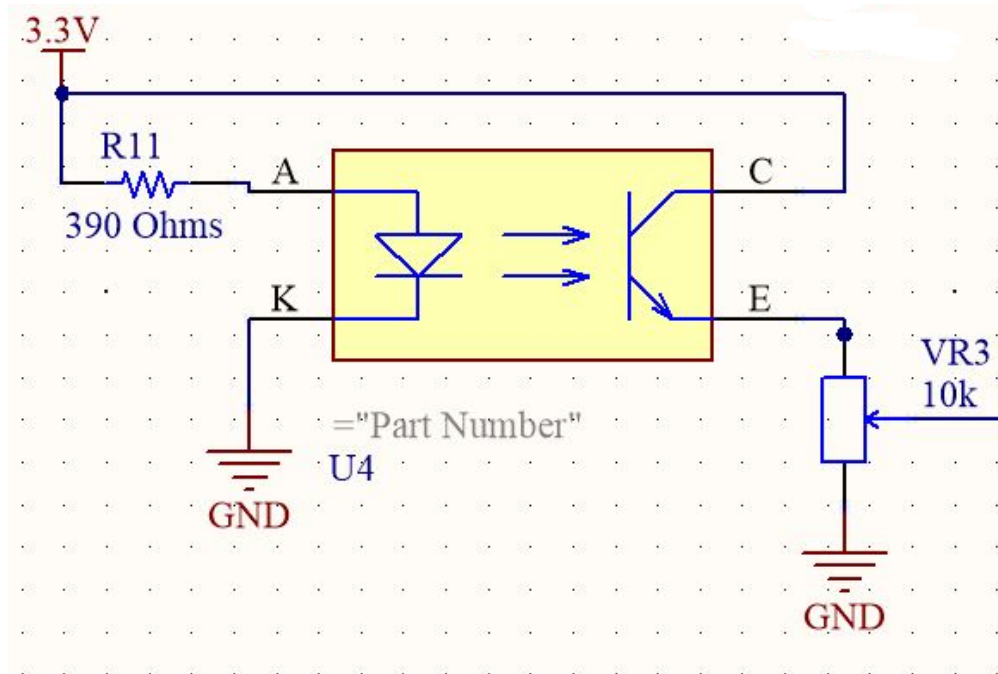 3.3V
R11
390 Ohms
A
C
K
E
VR3
10k
="Part Number"
U4
GND
GND